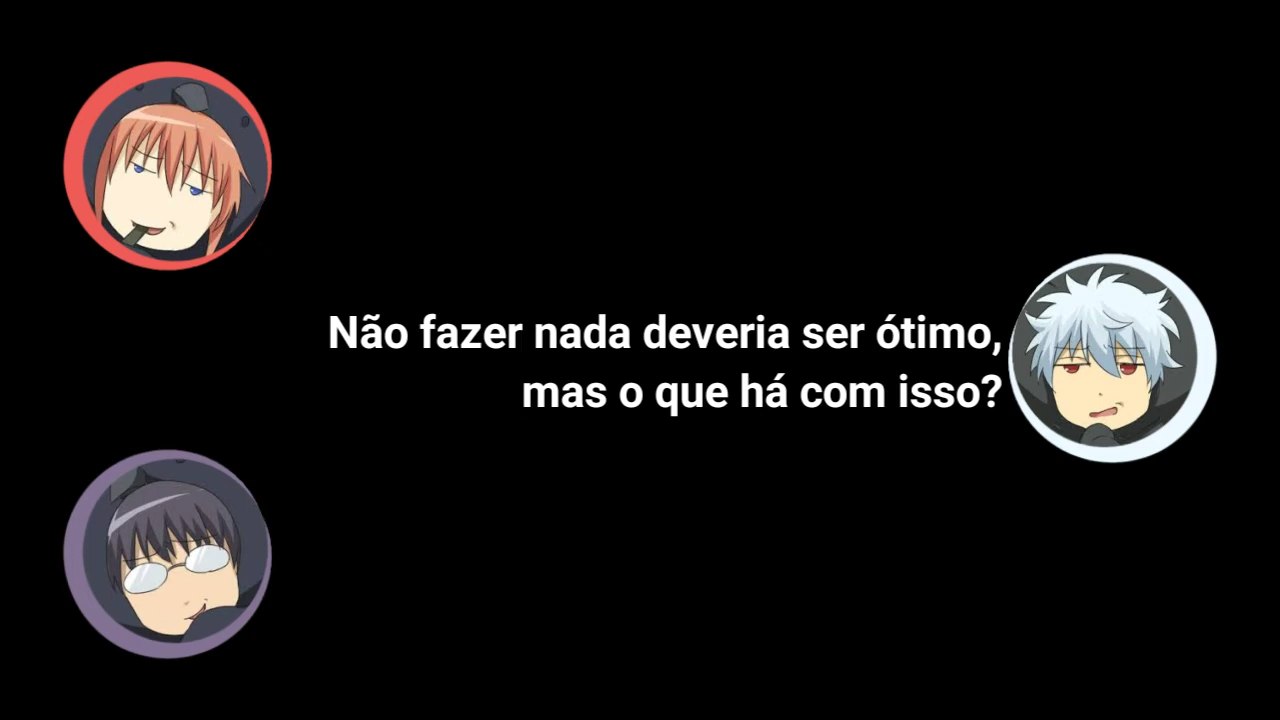 Não fazer nada deveria ser ótimo,
mas o que há com isso?